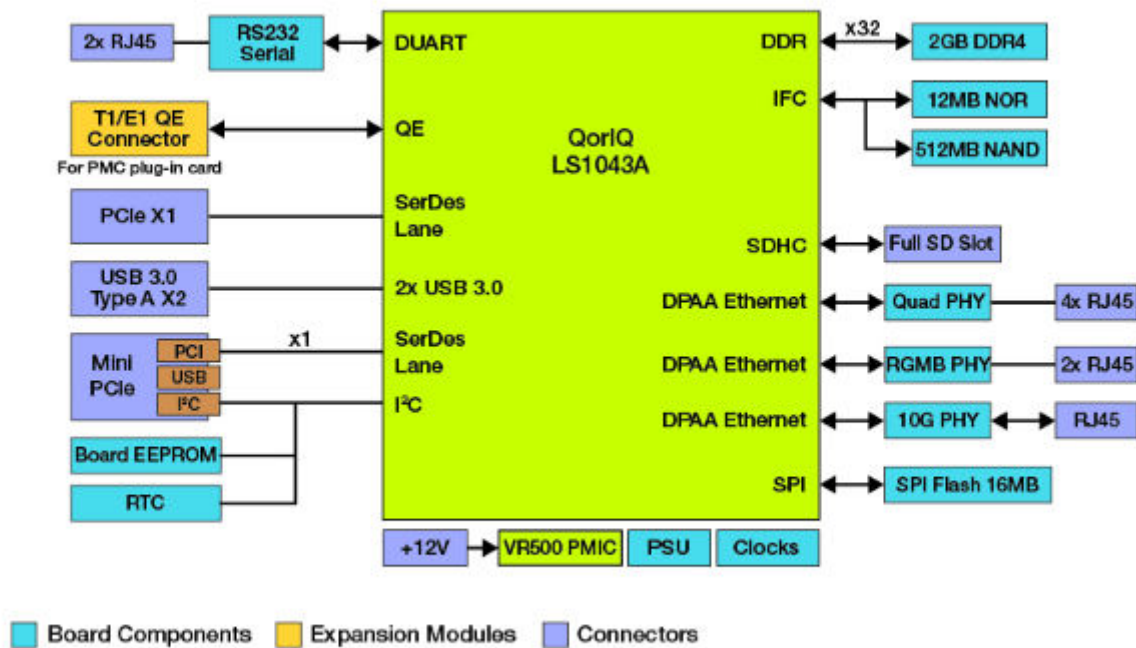 2x RJ45
RS232
Serial
DUART
DDR
x32
2GB DDR4
T1/E1 QE
Connector
For PMC plug-in card
QE
QorIQ
LS1043A
IFC
12MB NOR
512MB NAND
PCIe X1
SerDes
Lane
SDHC
Full SD Slot
USB 3.0
Type A X2
2x USB 3.0
DPAA Ethernet
Quad PHY
4x RJ45
Mini
PCIe
PCI
USB
I²C
x1
SerDes
Lane
I²C
DPAA Ethernet
RGMB PHY
2x RJ45
DPAA Ethernet
10G PHY
RJ45
Board EEPROM
RTC
SPI
SPI Flash 16MB
+12V
VR500 PMIC
PSU
Clocks
Board Components
Expansion Modules
Connectors